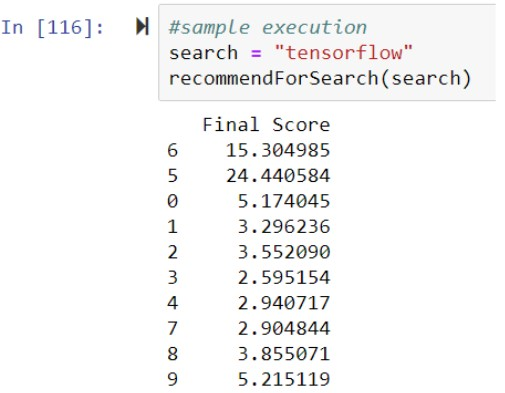 In [116]:
#sample execution
search = "tensorflow"
recommendForSearch(search)
Final Score
6 15.304985
5 24.440584
0 5.174045
1 3.296236
2 3.552090
3 2.595154
4 2.940717
7 2.904844
8 3.855071
9 5.215119